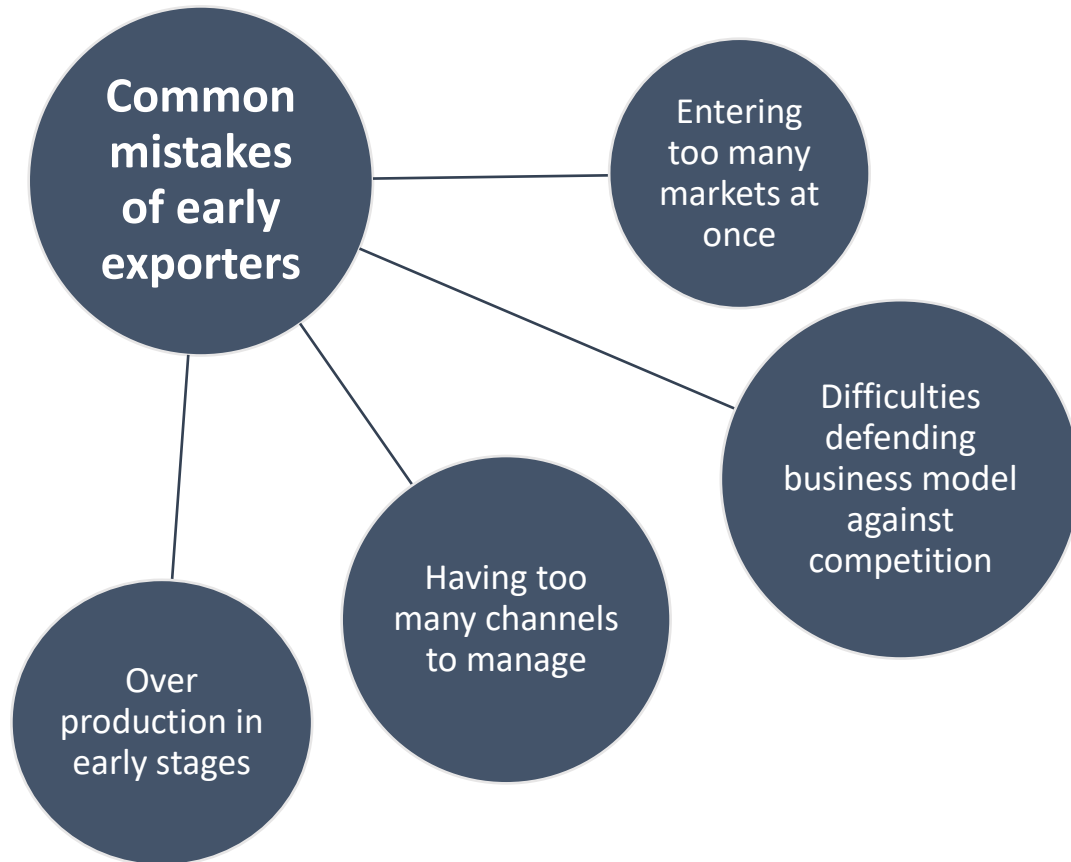 Common
mistakes
of early
exporters
Entering
too many
markets at
once
Difficulties
defending
business model
against
competition
Having too
many channels
to manage
Over
production in
early stages